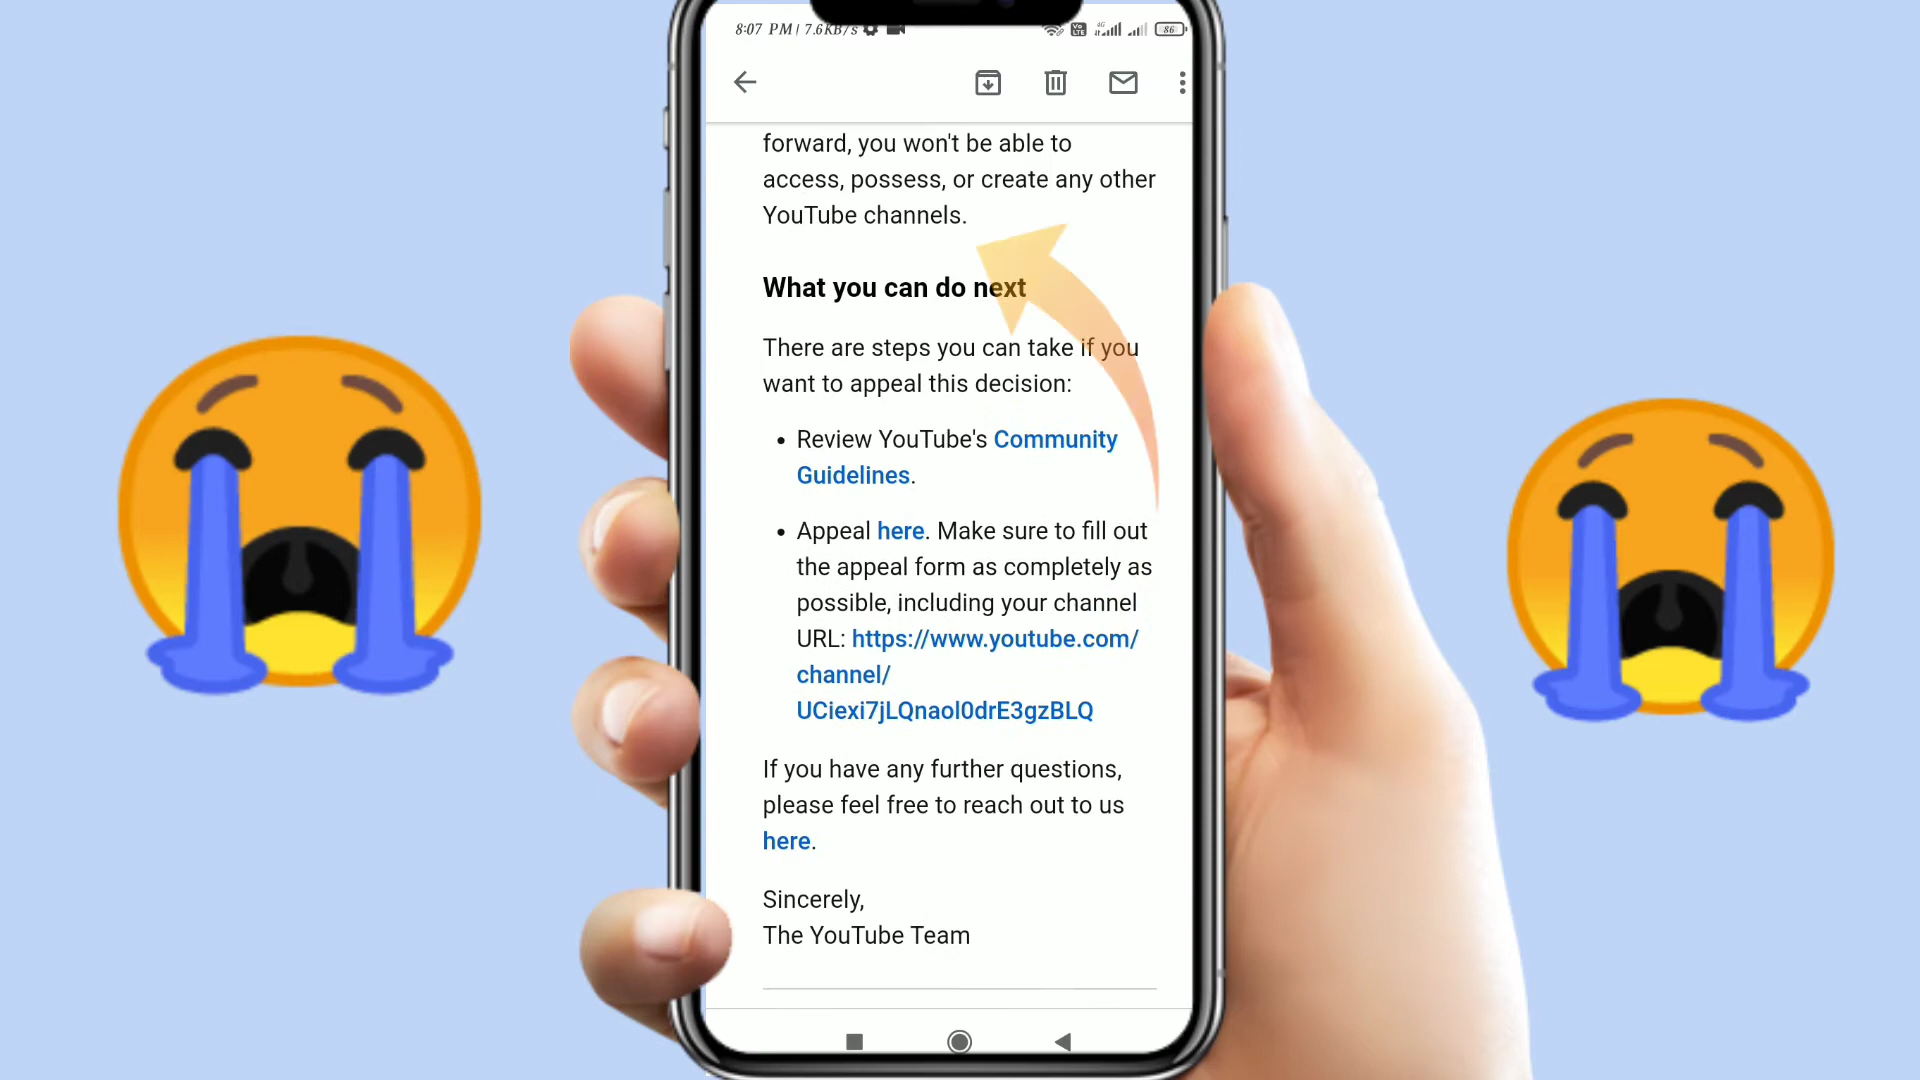 8:07 PM | 7.6KB/s
Vo LTE 4G 86
forward, you won't be able to
access, possess, or create any other
YouTube channels.
What you can do next
There are steps you can take if you
want to appeal this decision:
• Review YouTube's Community
Guidelines.
• Appeal here. Make sure to fill out
the appeal form as completely as
possible, including your channel
URL: https://www.youtube.com/
channel/
UCiexi7jLQnaol0drE3gzBLQ
If you have any further questions,
please feel free to reach out to us
here.
Sincerely,
The YouTube Team